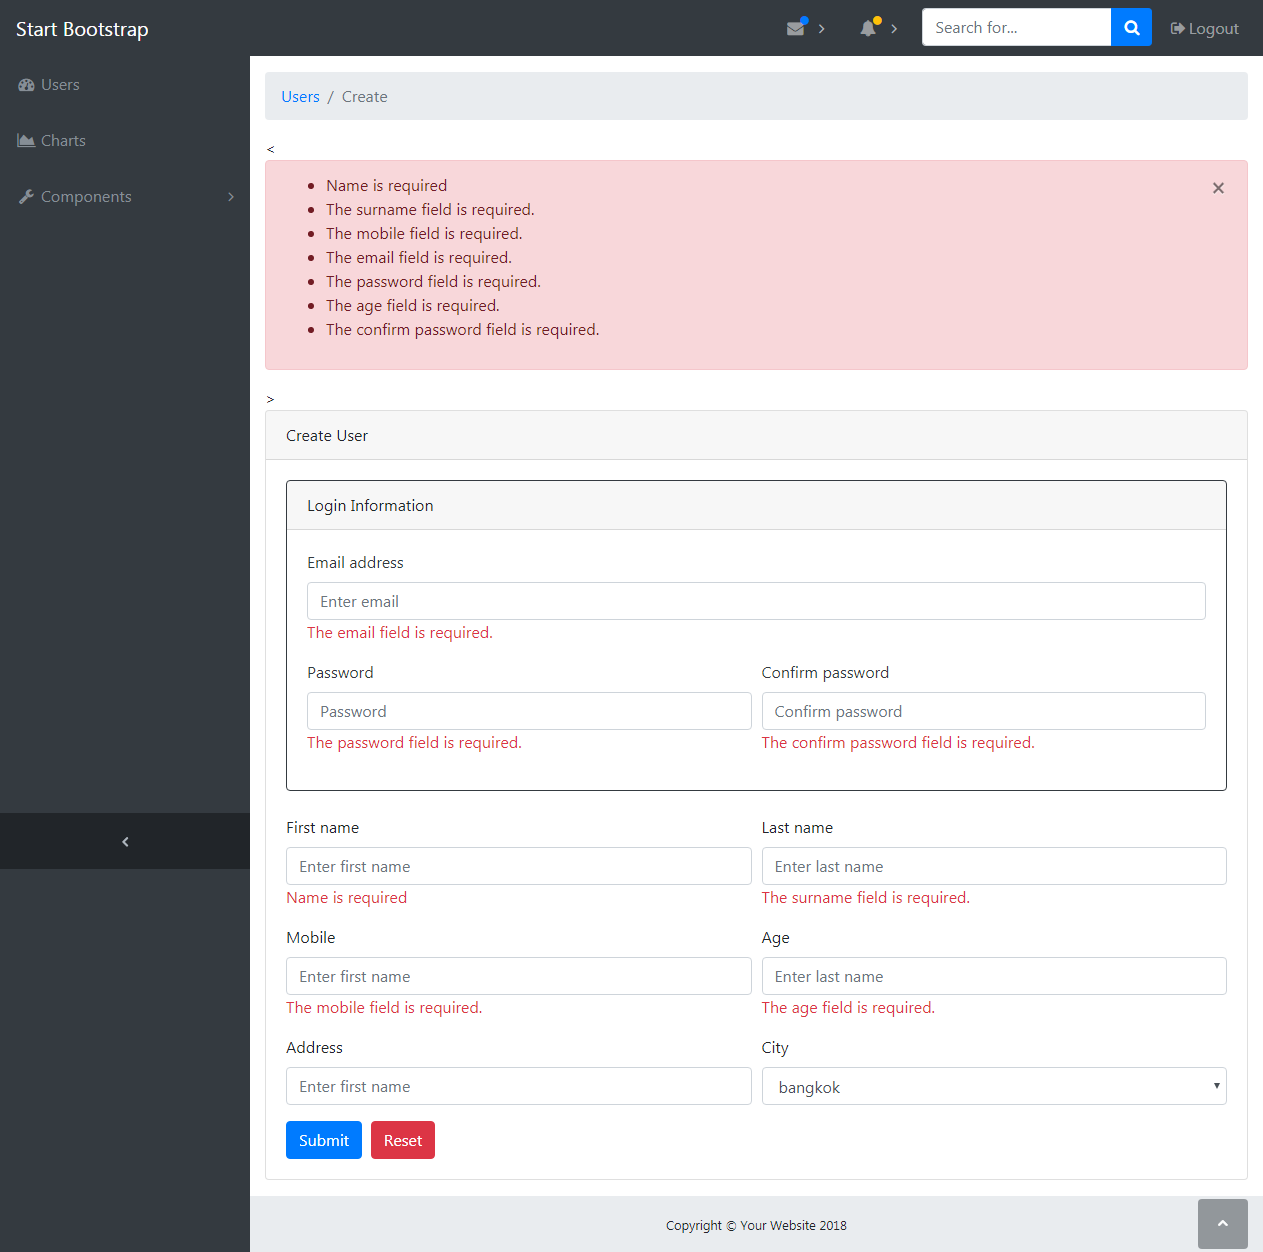 Start Bootstrap
Search for...
Logout
Users
Charts
Components
Users / Create
<
Name is required
The surname field is required.
The mobile field is required.
The email field is required.
The password field is required.
The age field is required.
The confirm password field is required.
×
>
Create User
Login Information
Email address
Enter email
The email field is required.
Password Confirm password
Password Confirm password
The password field is required. The confirm password field is required.
First name Last name
Enter first name Enter last name
Name is required The surname field is required.
Mobile Age
Enter first name Enter last name
The mobile field is required. The age field is required.
Address City
Enter first name bangkok
Submit Reset
Copyright © Your Website 2018